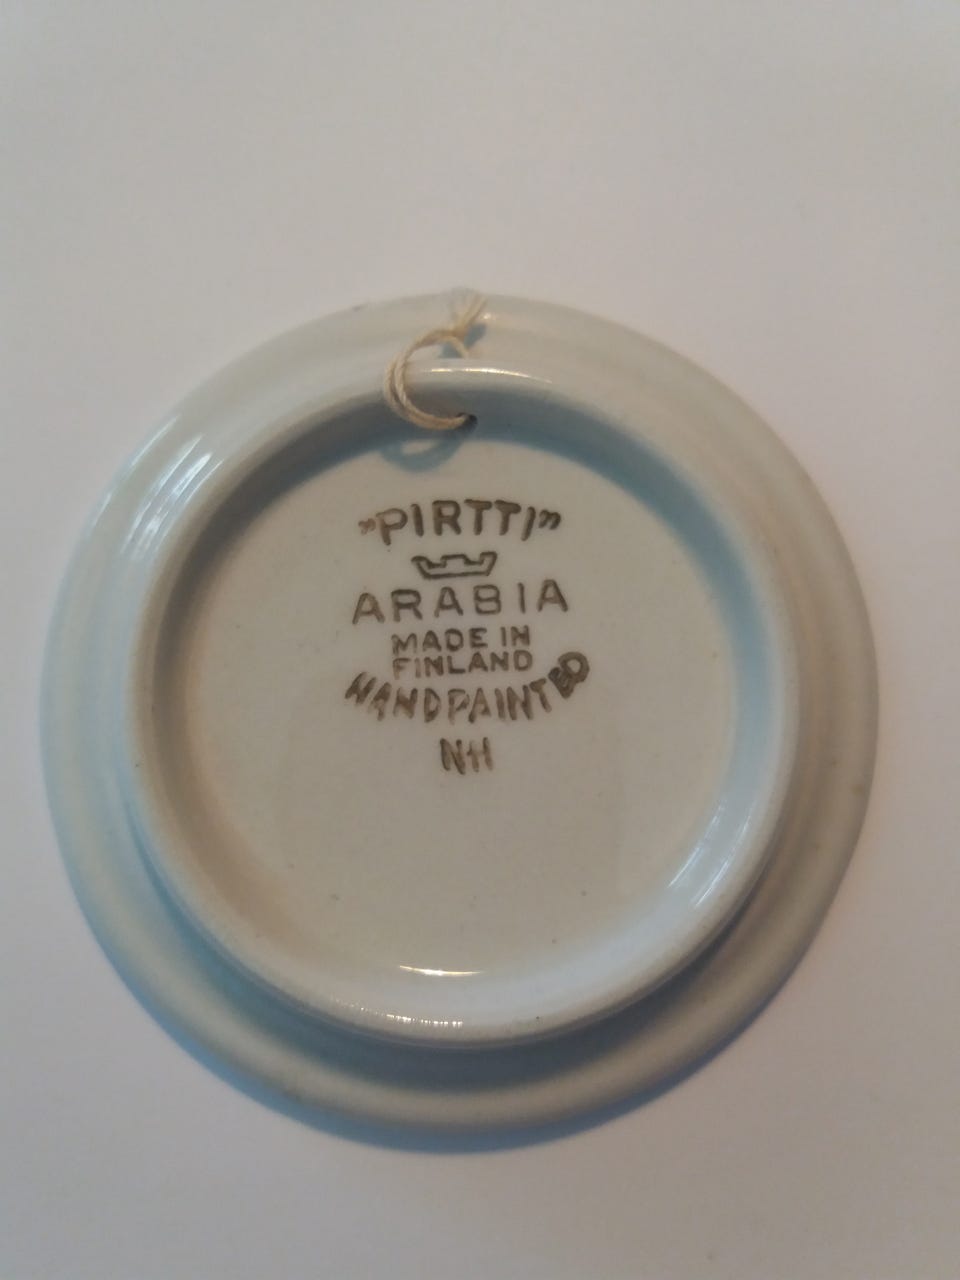 "PIRTTI"
ARABIA
MADE IN
FINLAND
HANDPAINTED
NH